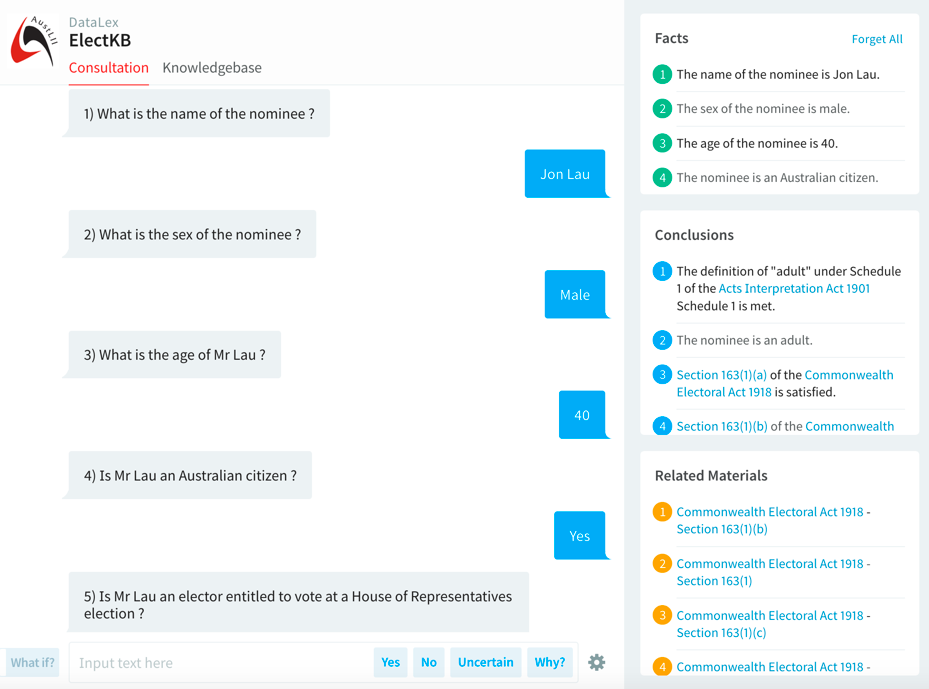 AustLII
DataLex
ElectKB
Consultation Knowledgebase
1) What is the name of the nominee ?
Jon Lau
2) What is the sex of the nominee ?
Male
3) What is the age of Mr Lau ?
40
4) Is Mr Lau an Australian citizen ?
Yes
5) Is Mr Lau an elector entitled to vote at a House of Representatives
election ?
What if? Input text here Yes No Uncertain Why?
Facts Forget All
1 The name of the nominee is Jon Lau.
2 The sex of the nominee is male.
3 The age of the nominee is 40.
4 The nominee is an Australian citizen.
Conclusions
1 The definition of "adult" under Schedule
1 of the Acts Interpretation Act 1901
Schedule 1 is met.
2 The nominee is an adult.
3 Section 163(1)(a) of the Commonwealth
Electoral Act 1918 is satisfied.
4 Section 163(1)(b) of the Commonwealth
Related Materials
1 Commonwealth Electoral Act 1918 -
Section 163(1)(b)
2 Commonwealth Electoral Act 1918 -
Section 163(1)
3 Commonwealth Electoral Act 1918 -
Section 163(1)(c)
4 Commonwealth Electoral Act 1918 -